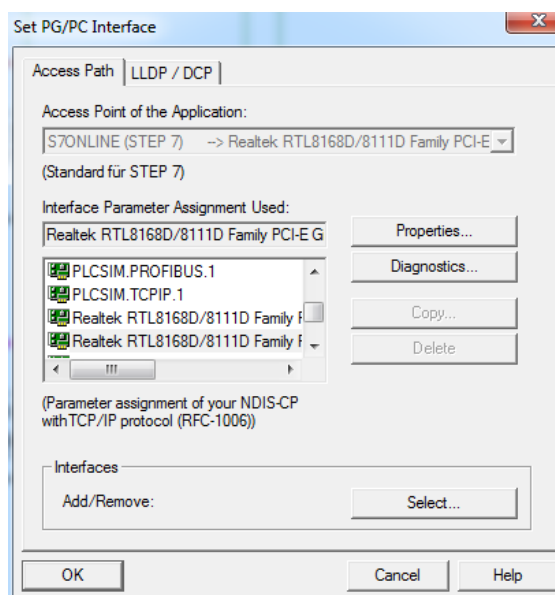 Set PG/PC Interface
Access Path
LLDP / DCP
Access Point of the Application:
S7ONLINE (STEP 7) --> Realtek RTL8168D/8111D Family PCI-E
(Standard für STEP 7)
Interface Parameter Assignment Used:
Realtek RTL8168D/8111D Family PCI-E G
Properties...
PLCSIM.PROFIBUS.1
Diagnostics...
PLCSIM.TCPIP.1
Realtek RTL8168D/8111D Family
Copy...
Realtek RTL8168D/8111D Family
Delete
(Parameter assignment of your NDIS-CP
with TCP/IP protocol (RFC-1006))
Interfaces
Add/Remove:
Select...
OK
Cancel
Help